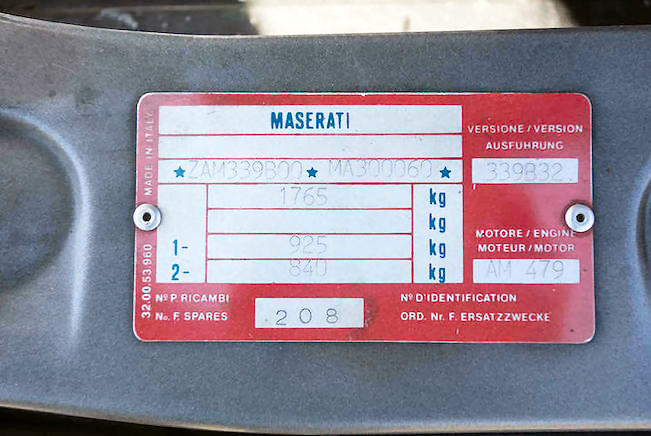 MASERATI
★ZAM339B00★ MA300060★
1765 kg
kg
1- 925 kg
2- 840 kg
MADE IN ITALY
32.00.53.960
VERSIONE / VERSION
AUSFUHRUNG
339B32
MOTORE / ENGINE
MOTEUR / MOTOR
AM 479
Nº P. RICAMBI
No. F. SPARES
208
Nº D'IDENTIFICATION
ORD. Nr. F. ERSATZZWECKE